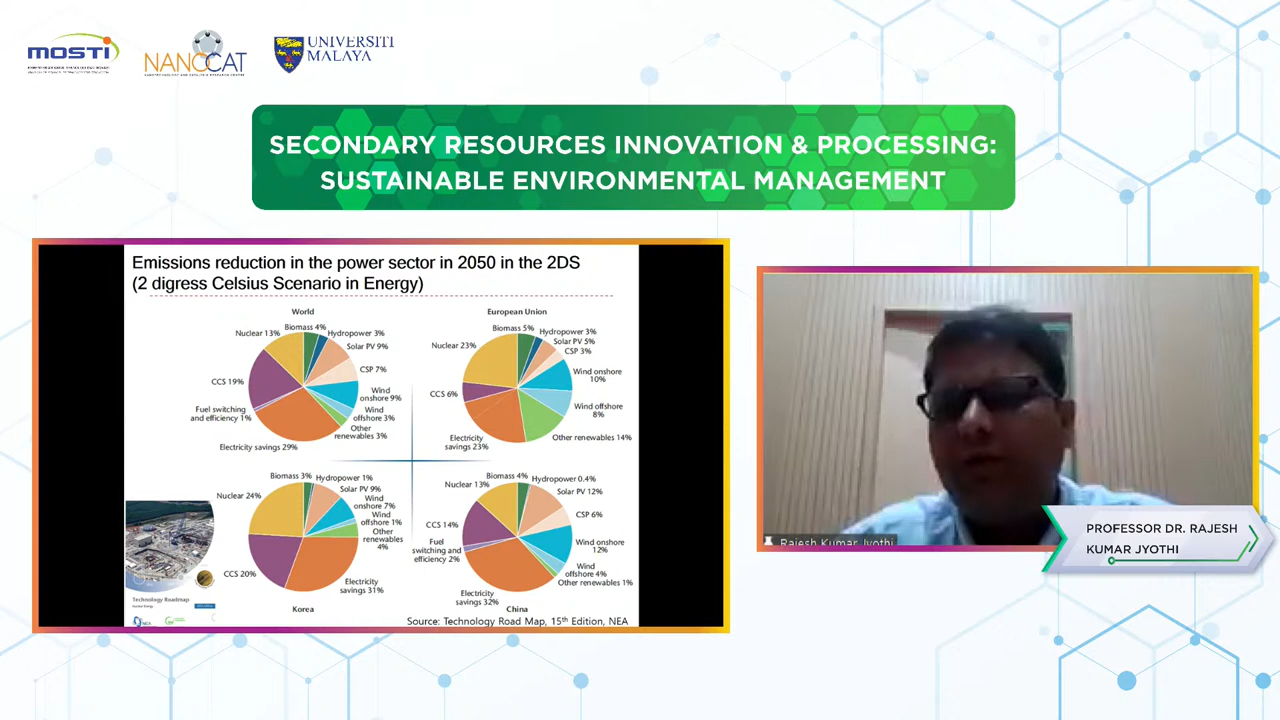 MOSTI
NANOCAT
NANOTECHNOLOGY AND CATALYSIS RESEARCH CENTRE
UNIVERSITI
MALAYA
SECONDARY RESOURCES INNOVATION & PROCESSING:
SUSTAINABLE ENVIRONMENTAL MANAGEMENT
Emissions reduction in the power sector in 2050 in the 2DS
(2 digress Celsius Scenario in Energy)
World
Biomass 4%
Hydropower 3%
Nuclear 13%
Solar PV 9%
CSP 7%
CCS 19%
Wind
onshore 9%
Wind
offshore 3%
Fuel switching
and efficiency 1%
Other
renewables 3%
Electricity savings 29%
European Union
Biomass 5%
Hydropower 3%
Solar PV 5%
Nuclear 23%
CSP 3%
Wind onshore
10%
CCS 6%
Wind offshore
8%
Electricity
savings 23%
Other renewables 14%
Biomass 3%
Hydropower 1%
Solar PV 9%
Nuclear 24%
Wind
onshore 7%
Wind
offshore 1%
Other
renewables
4%
CCS 20%
Electricity
savings 31%
Korea
Biomass 4%
Hydropower 0.4%
Nuclear 13%
Solar PV 12%
CSP 6%
CCS 14%
Wind onshore
12%
Fuel
switching and
efficiency 2%
Wind
offshore 4%
Other renewables 1%
Electricity
savings 32%
China
Technology Roadmap
Nuclear Energy
NEA
Source: Technology Road Map, 15th Edition, NEA
Rajesh Kumar Jyothi
PROFESSOR DR. RAJESH
KUMAR JYOTHI